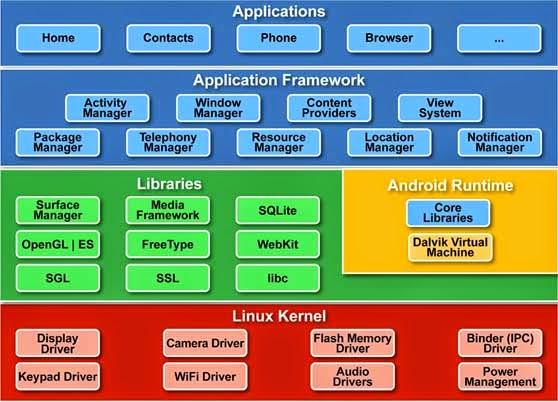 Applications
Home
Contacts
Phone
Browser
...
Application Framework
Activity
Manager
Window
Manager
Content
Providers
View
System
Package
Manager
Telephony
Manager
Resource
Manager
Location
Manager
Notification
Manager
Libraries
Surface
Manager
Media
Framework
SQLite
OpenGL | ES
FreeType
WebKit
SGL
SSL
libc
Android Runtime
Core
Libraries
Dalvik Virtual
Machine
Linux Kernel
Display
Driver
Camera Driver
Flash Memory
Driver
Binder (IPC)
Driver
Keypad Driver
WiFi Driver
Audio
Drivers
Power
Management